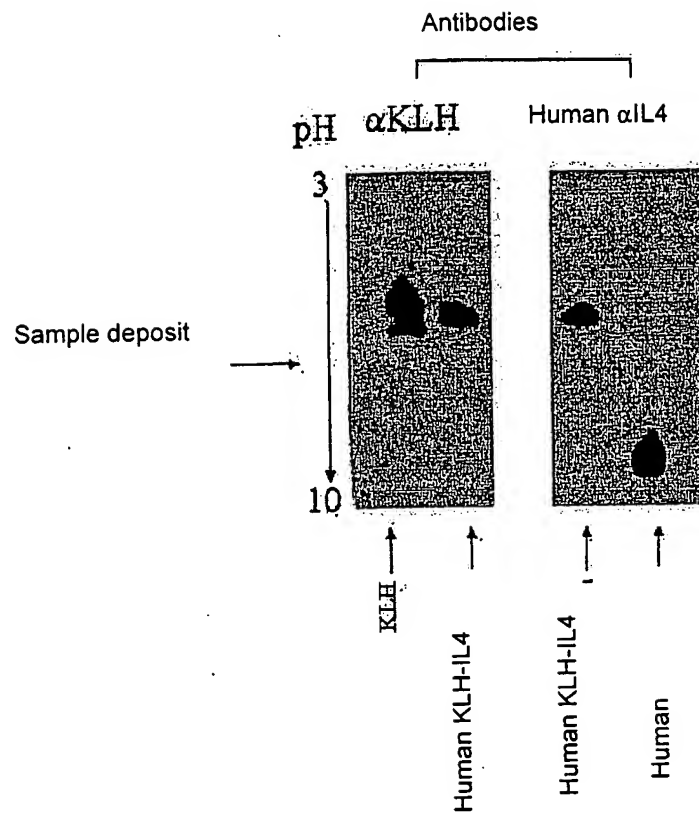 Antibodies
pH αKLH Human αIL4
3
Sample deposit
10
KLH
Human KLH-IL4
Human KLH-IL4
Human